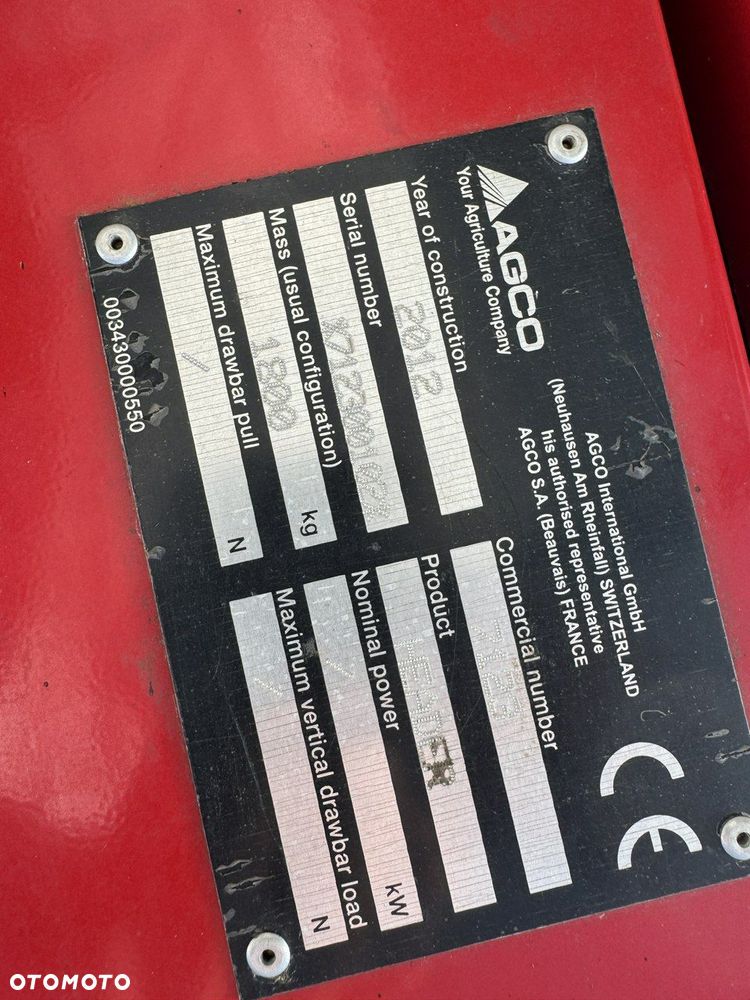 AGCO
Your Agriculture Company
AGCO International GmbH
(Neuhausen Am Rheinfall) SWITZERLAND
his authorised representative
AGCO S.A. (Beauvais) FRANCE
CE
Year of construction
2012
Serial number
Mass (usual configuration)
1800 kg
Maximum drawbar pull
/ N
Commercial number
Product
HEADER
Nominal power
/ kW
Maximum vertical drawbar load
/ N
003430000550
OTOMOTO